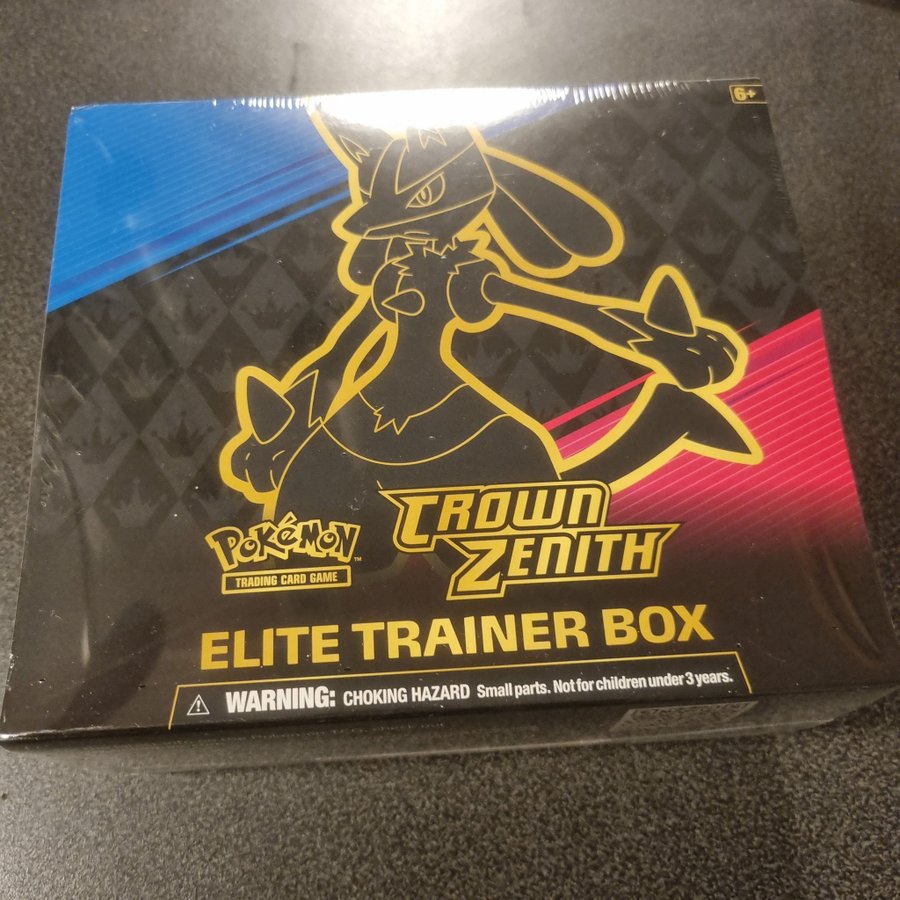 6+
POKéMON™
TRADING CARD GAME
CROWN
ZENITH
ELITE TRAINER BOX
WARNING: CHOKING HAZARD Small parts. Not for children under 3 years.